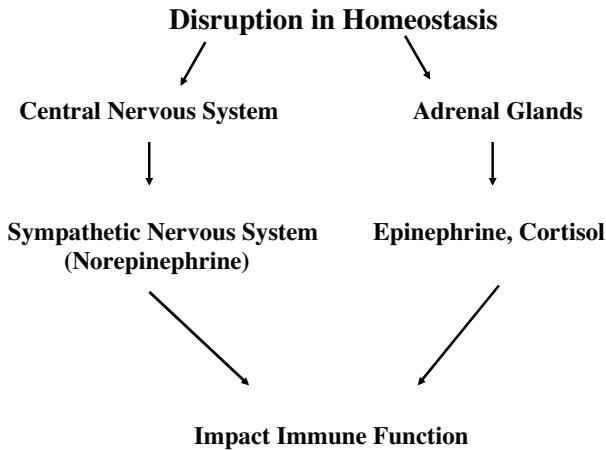 Disruption in Homeostasis
Central Nervous System
Adrenal Glands
Sympathetic Nervous System
(Norepinephrine)
Epinephrine, Cortisol
Impact Immune Function